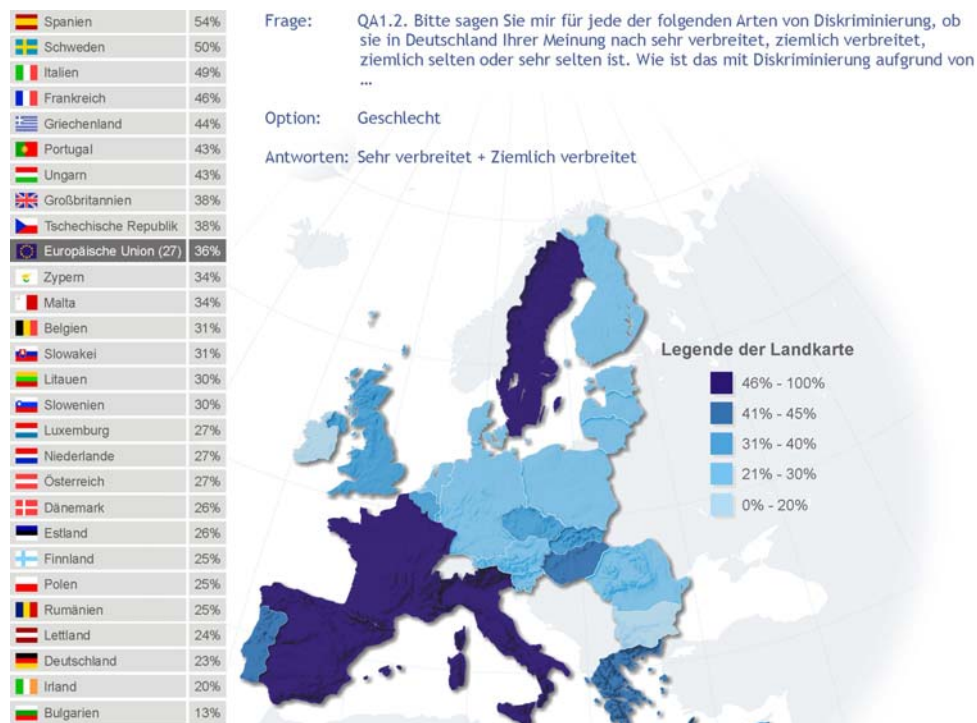 Spanien 54%
Schweden 50%
Italien 49%
Frankreich 46%
Griechenland 44%
Portugal 43%
Ungarn 43%
Großbritannien 38%
Tschechische Republik 38%
Europäische Union (27) 36%
Zypern 34%
Malta 34%
Belgien 31%
Slowakei 31%
Litauen 30%
Slowenien 30%
Luxemburg 27%
Niederlande 27%
Österreich 27%
Dänemark 26%
Estland 26%
Finnland 25%
Polen 25%
Rumänien 25%
Lettland 24%
Deutschland 23%
Irland 20%
Bulgarien 13%
Frage: QA1.2. Bitte sagen Sie mir für jede der folgenden Arten von Diskriminierung, ob
sie in Deutschland Ihrer Meinung nach sehr verbreitet, ziemlich verbreitet,
ziemlich selten oder sehr selten ist. Wie ist das mit Diskriminierung aufgrund von
...
Option: Geschlecht
Antworten: Sehr verbreitet + Ziemlich verbreitet
Legende der Landkarte
46% - 100%
41% - 45%
31% - 40%
21% - 30%
0% - 20%